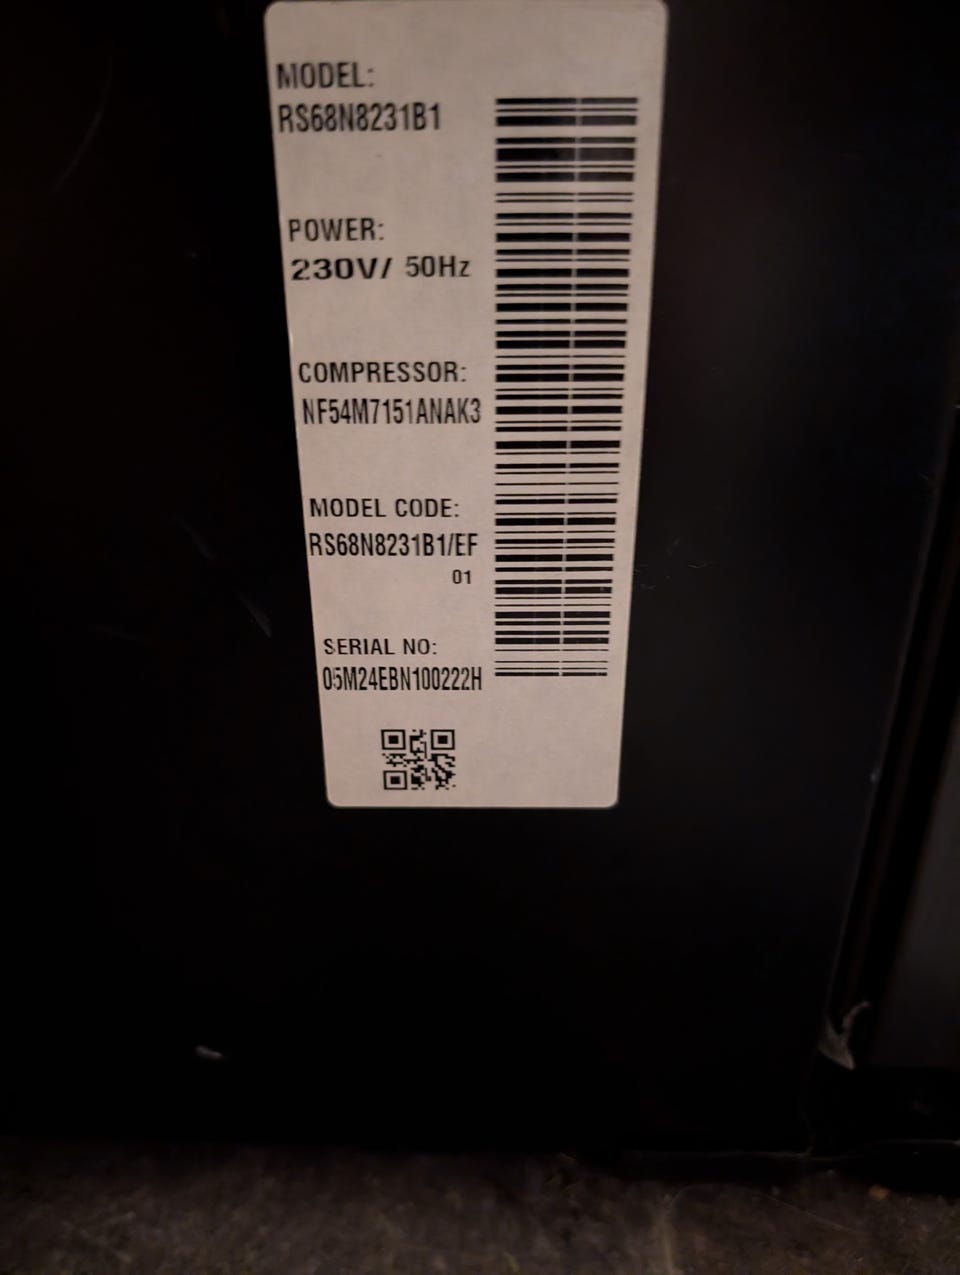 MODEL:
RS68N8231B1
POWER:
230V/ 50Hz
COMPRESSOR:
NF54M7151ANAK3
MODEL CODE:
RS68N8231B1/EF
01
SERIAL NO:
05M24EBN100222H